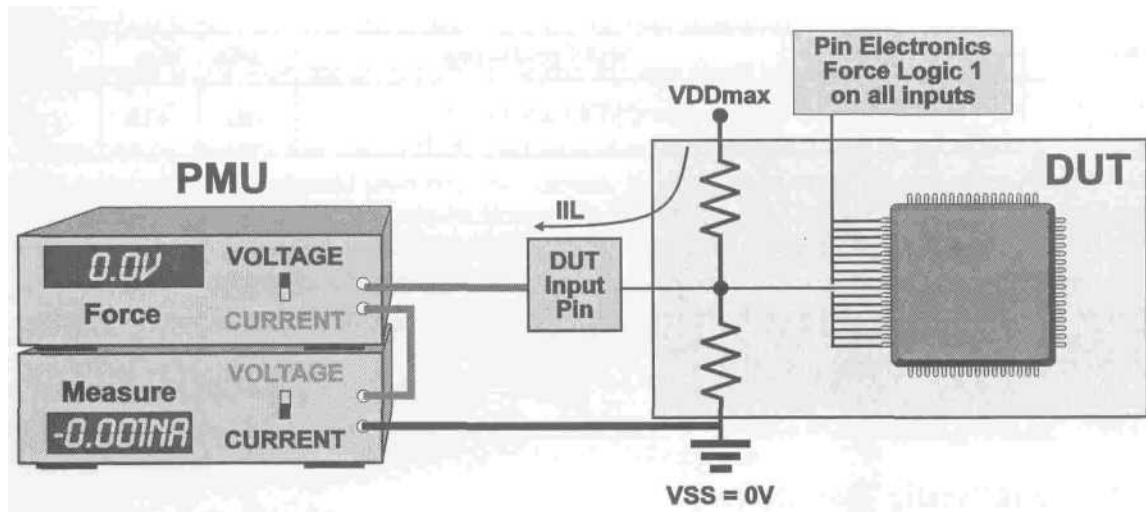 Pin Electronics
Force Logic 1
on all inputs
VDDmax
DUT
PMU
IIL
0.0V
VOLTAGE
Force
CURRENT
DUT
Input
Pin
VOLTAGE
Measure
-0.001NA
CURRENT
VSS = 0V